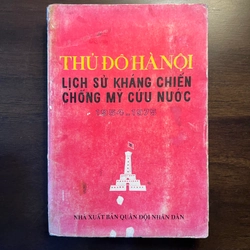 THỦ ĐÔ HÀ NỘI
LỊCH SỬ KHÁNG CHIẾN
CHỐNG MỸ CỨU NƯỚC
NHÀ XUẤT BẢN QUÂN ĐỘI NHÂN DÂN